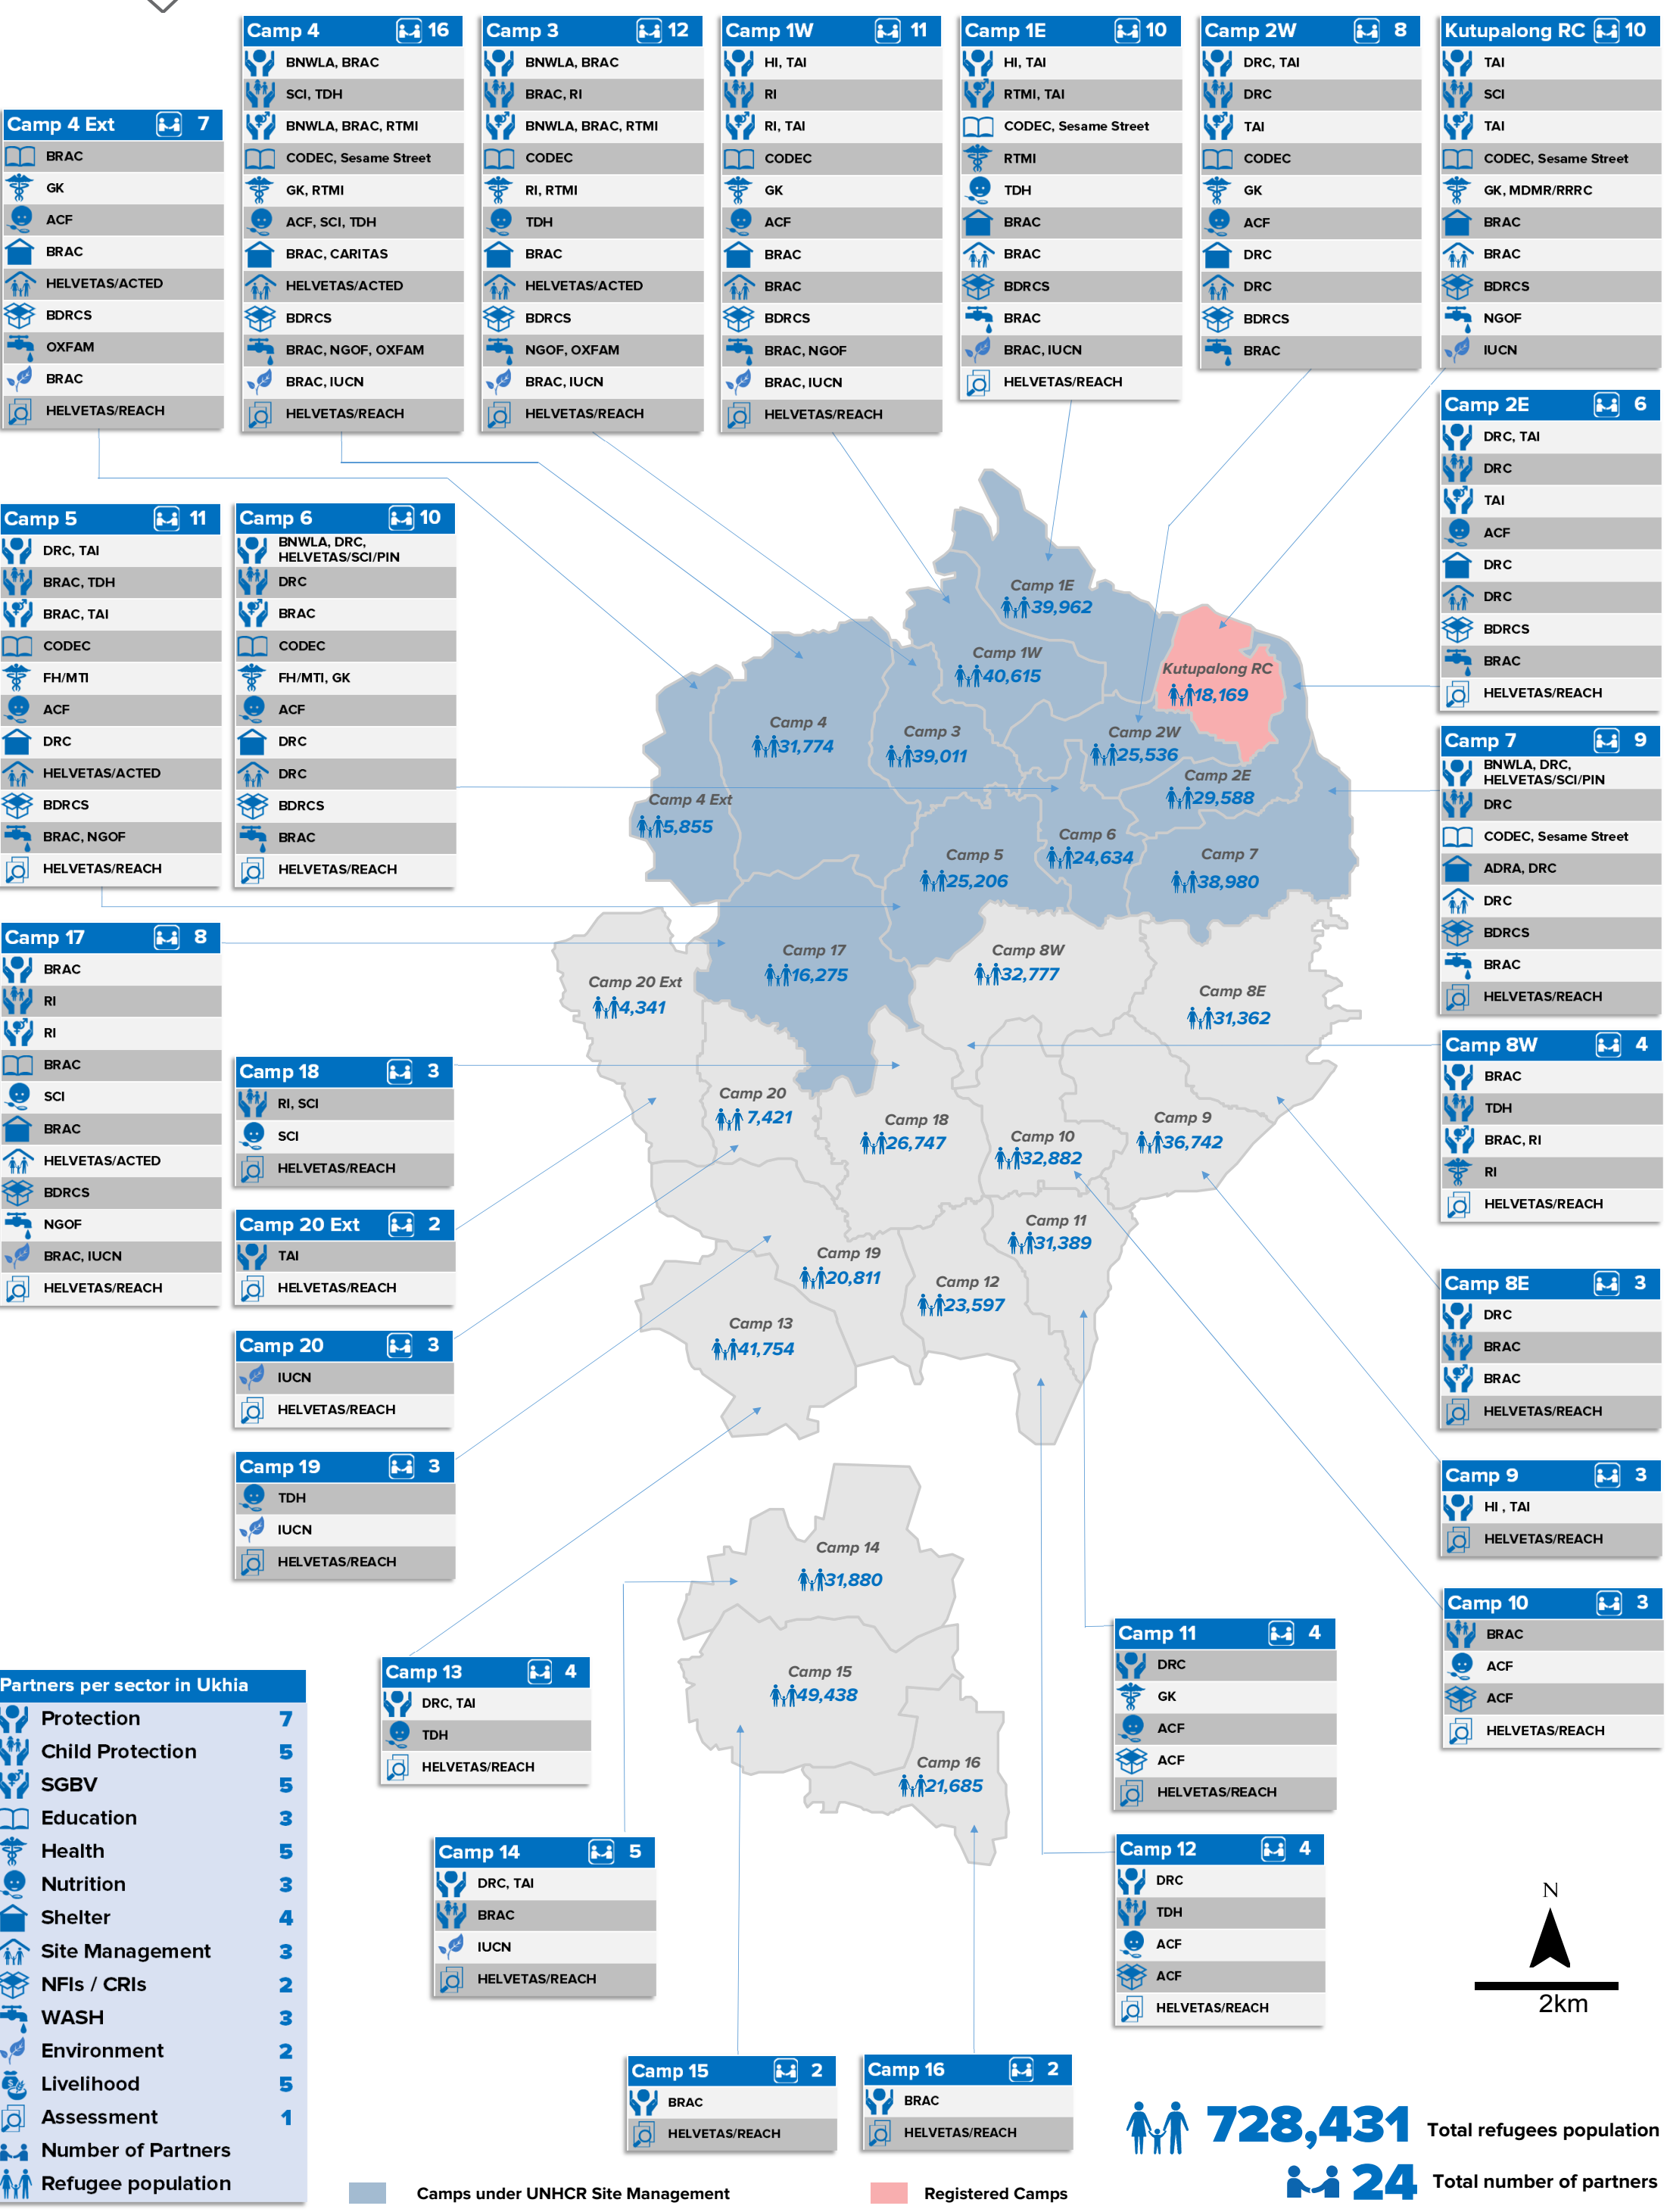 Camp 4 16
BNWLA, BRAC
SCI, TDH
BNWLA, BRAC, RTMI
CODEC, Sesame Street
GK, RTMI
ACF, SCI, TDH
BRAC, CARITAS
HELVETAS/ACTED
BDRCS
BRAC, NGOF, OXFAM
BRAC, IUCN
HELVETAS/REACH
Camp 3 12
BNWLA, BRAC
BRAC, RI
BNWLA, BRAC, RTMI
CODEC
RI, RTMI
TDH
BRAC
HELVETAS/ACTED
BDRCS
NGOF, OXFAM
BRAC, IUCN
HELVETAS/REACH
Camp 1W 11
HI, TAI
RI
RI, TAI
CODEC
GK
ACF
BRAC
BRAC
BDRCS
BRAC, NGOF
BRAC, IUCN
HELVETAS/REACH
Camp 1E 10
HI, TAI
RTMI, TAI
CODEC, Sesame Street
RTMI
TDH
BRAC
BRAC
BDRCS
BRAC
BRAC, IUCN
HELVETAS/REACH
Camp 2W 8
DRC, TAI
DRC
TAI
CODEC
GK
ACF
DRC
DRC
BDRCS
BRAC
Kutupalong RC 10
TAI
SCI
TAI
CODEC, Sesame Street
GK, MDMR/RRRC
BRAC
BRAC
BDRCS
NGOF
IUCN
Camp 4 Ext 7
BRAC
GK
ACF
BRAC
HELVETAS/ACTED
BDRCS
OXFAM
BRAC
HELVETAS/REACH
Camp 2E 6
DRC, TAI
DRC
TAI
ACF
DRC
DRC
BDRCS
BRAC
HELVETAS/REACH
Camp 5 11
DRC, TAI
BRAC, TDH
BRAC, TAI
CODEC
FH/MTI
ACF
DRC
HELVETAS/ACTED
BDRCS
BRAC, NGOF
HELVETAS/REACH
Camp 6 10
BNWLA, DRC,
HELVETAS/SCI/PIN
DRC
BRAC
CODEC
FH/MTI, GK
ACF
DRC
DRC
BDRCS
BRAC
HELVETAS/REACH
Camp 7 9
BNWLA, DRC,
HELVETAS/SCI/PIN
DRC
CODEC, Sesame Street
ADRA, DRC
DRC
BDRCS
BRAC
HELVETAS/REACH
Camp 1E
39,962
Camp 1W
40,615
Kutupalong RC
18,169
Camp 4
31,774
Camp 3
39,011
Camp 2W
25,536
Camp 2E
29,588
Camp 4 Ext
5,855
Camp 6
24,634
Camp 5
25,206
Camp 7
38,980
Camp 17
16,275
Camp 8W
32,777
Camp 20 Ext
4,341
Camp 8E
31,362
Camp 20
7,421
Camp 18
26,747
Camp 10
32,882
Camp 9
36,742
Camp 11
31,389
Camp 19
20,811
Camp 12
23,597
Camp 13
41,754
Camp 14
31,880
Camp 15
49,438
Camp 16
21,685
Camp 17 8
BRAC
RI
RI
BRAC
SCI
BRAC
HELVETAS/ACTED
BDRCS
NGOF
BRAC, IUCN
HELVETAS/REACH
Camp 18 3
RI, SCI
SCI
HELVETAS/REACH
Camp 20 Ext 2
TAI
HELVETAS/REACH
Camp 20 3
IUCN
HELVETAS/REACH
Camp 19 3
TDH
IUCN
HELVETAS/REACH
Camp 8W 4
BRAC
TDH
BRAC, RI
RI
HELVETAS/REACH
Camp 8E 3
DRC
BRAC
BRAC
HELVETAS/REACH
Camp 9 3
HI , TAI
HELVETAS/REACH
Camp 10 3
BRAC
ACF
ACF
HELVETAS/REACH
Camp 11 4
DRC
GK
ACF
ACF
HELVETAS/REACH
Camp 13 4
DRC, TAI
TDH
HELVETAS/REACH
Camp 14 5
DRC, TAI
BRAC
IUCN
HELVETAS/REACH
Camp 12 4
DRC
TDH
ACF
ACF
HELVETAS/REACH
Camp 15 2
BRAC
HELVETAS/REACH
Camp 16 2
BRAC
HELVETAS/REACH
Partners per sector in Ukhia
Protection 7
Child Protection 5
SGBV 5
Education 3
Health 5
Nutrition 3
Shelter 4
Site Management 3
NFIs / CRIs 2
WASH 3
Environment 2
Livelihood 5
Assessment 1
Number of Partners
Refugee population
N
2km
728,431 Total refugees population
24 Total number of partners
Camps under UNHCR Site Management
Registered Camps